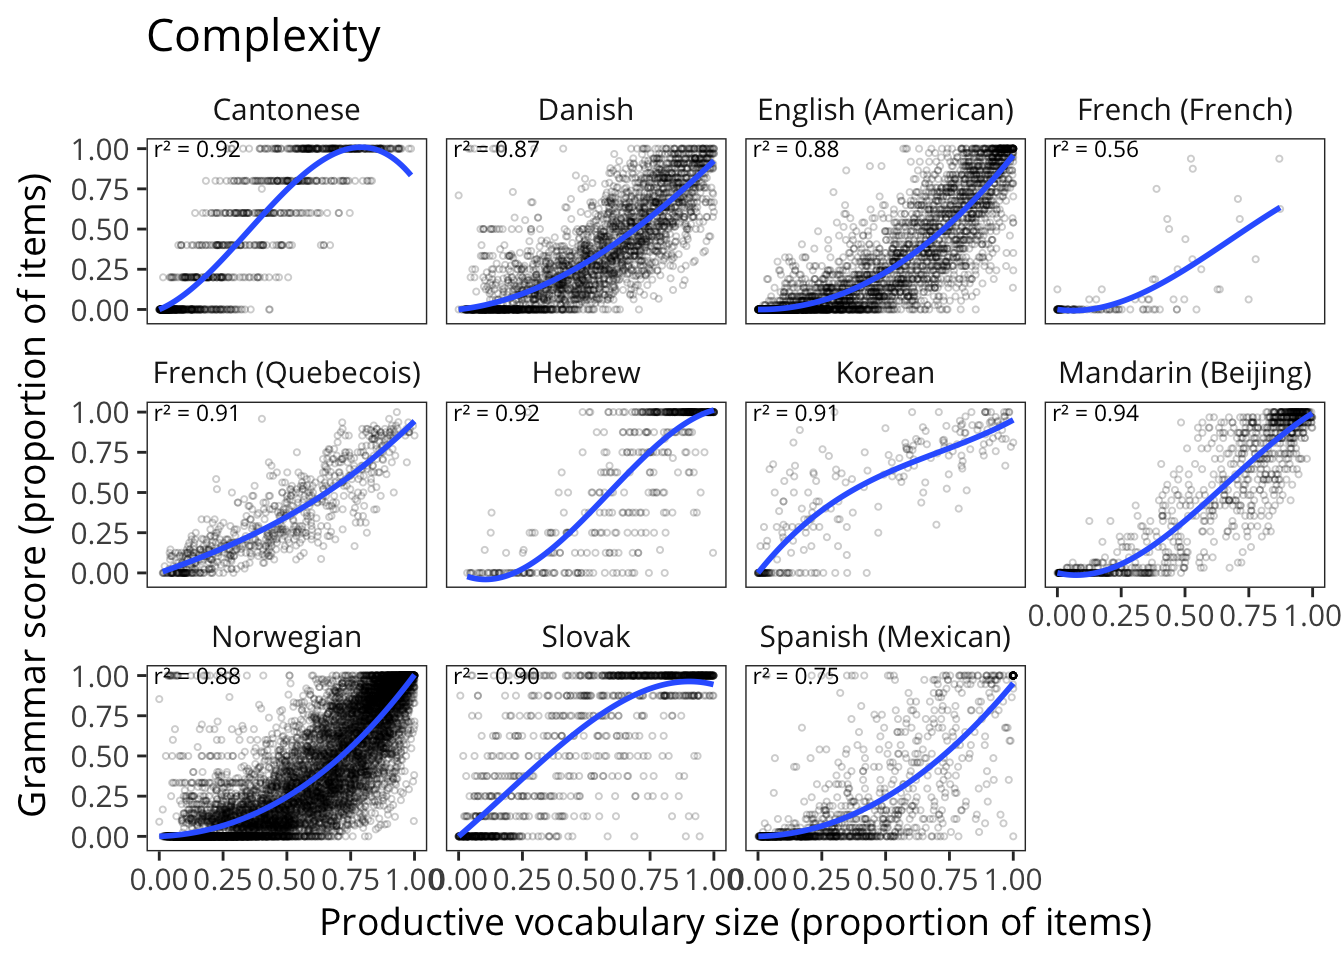 Complexity
Cantonese Danish English (American) French (French)
Grammar score (proportion of items)
1.00 r² = 0.92 r² = 0.87 r² = 0.88 r² = 0.56
0.75
0.50
0.25
0.00
French (Quebecois) Hebrew Korean Mandarin (Beijing)
1.00 r² = 0.91 r² = 0.92 r² = 0.91 r² = 0.94
0.75
0.50
0.25
0.00
0.00 0.25 0.50 0.75 1.00
Norwegian Slovak Spanish (Mexican)
1.00 r² = 0.88 r² = 0.90 r² = 0.75
0.75
0.50
0.25
0.00
0.00 0.25 0.50 0.75 1.00 0.00 0.25 0.50 0.75 1.00 0.00 0.25 0.50 0.75 1.00
Productive vocabulary size (proportion of items)